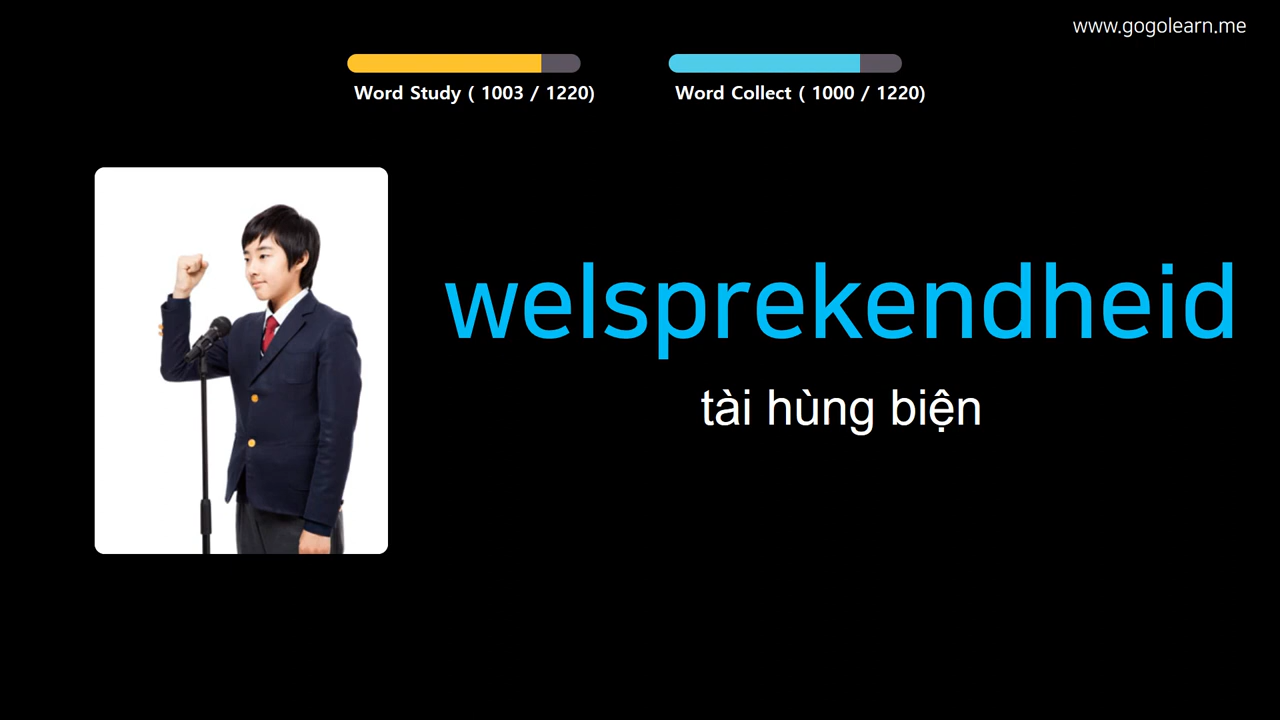 www.gogolearn.me
Word Study ( 1003 / 1220)
Word Collect ( 1000 / 1220)
welsprekendheid
tài hùng biện